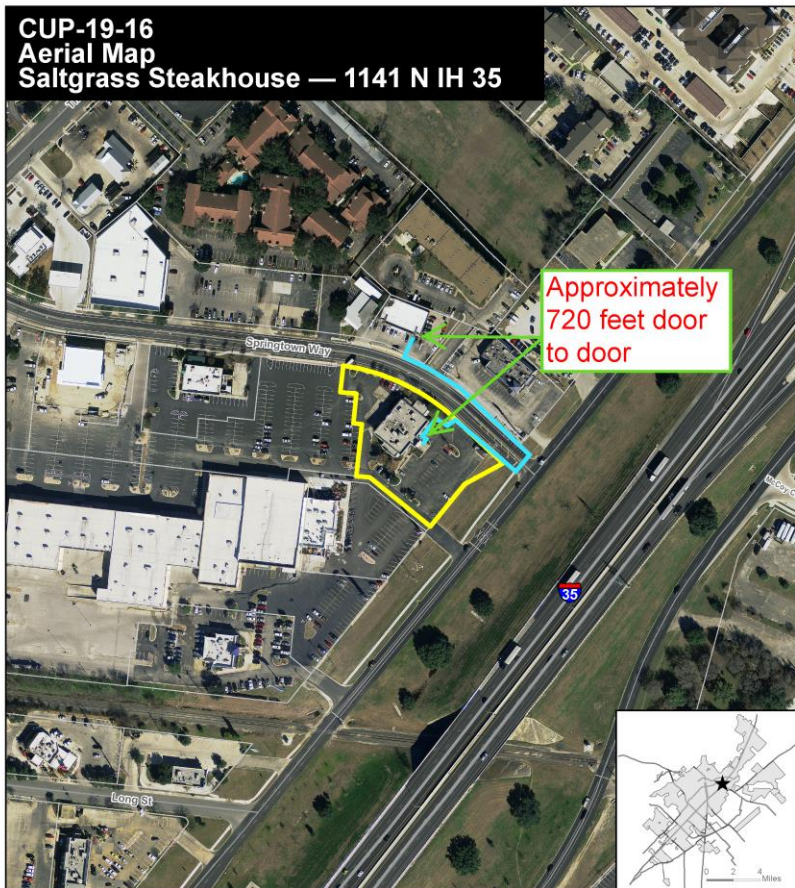 CUP-19-16
Aerial Map
Saltgrass Steakhouse — 1141 N IH 35
Approximately
720 feet door
to door
Springtown Way
35
Long St
0 2 4
Miles